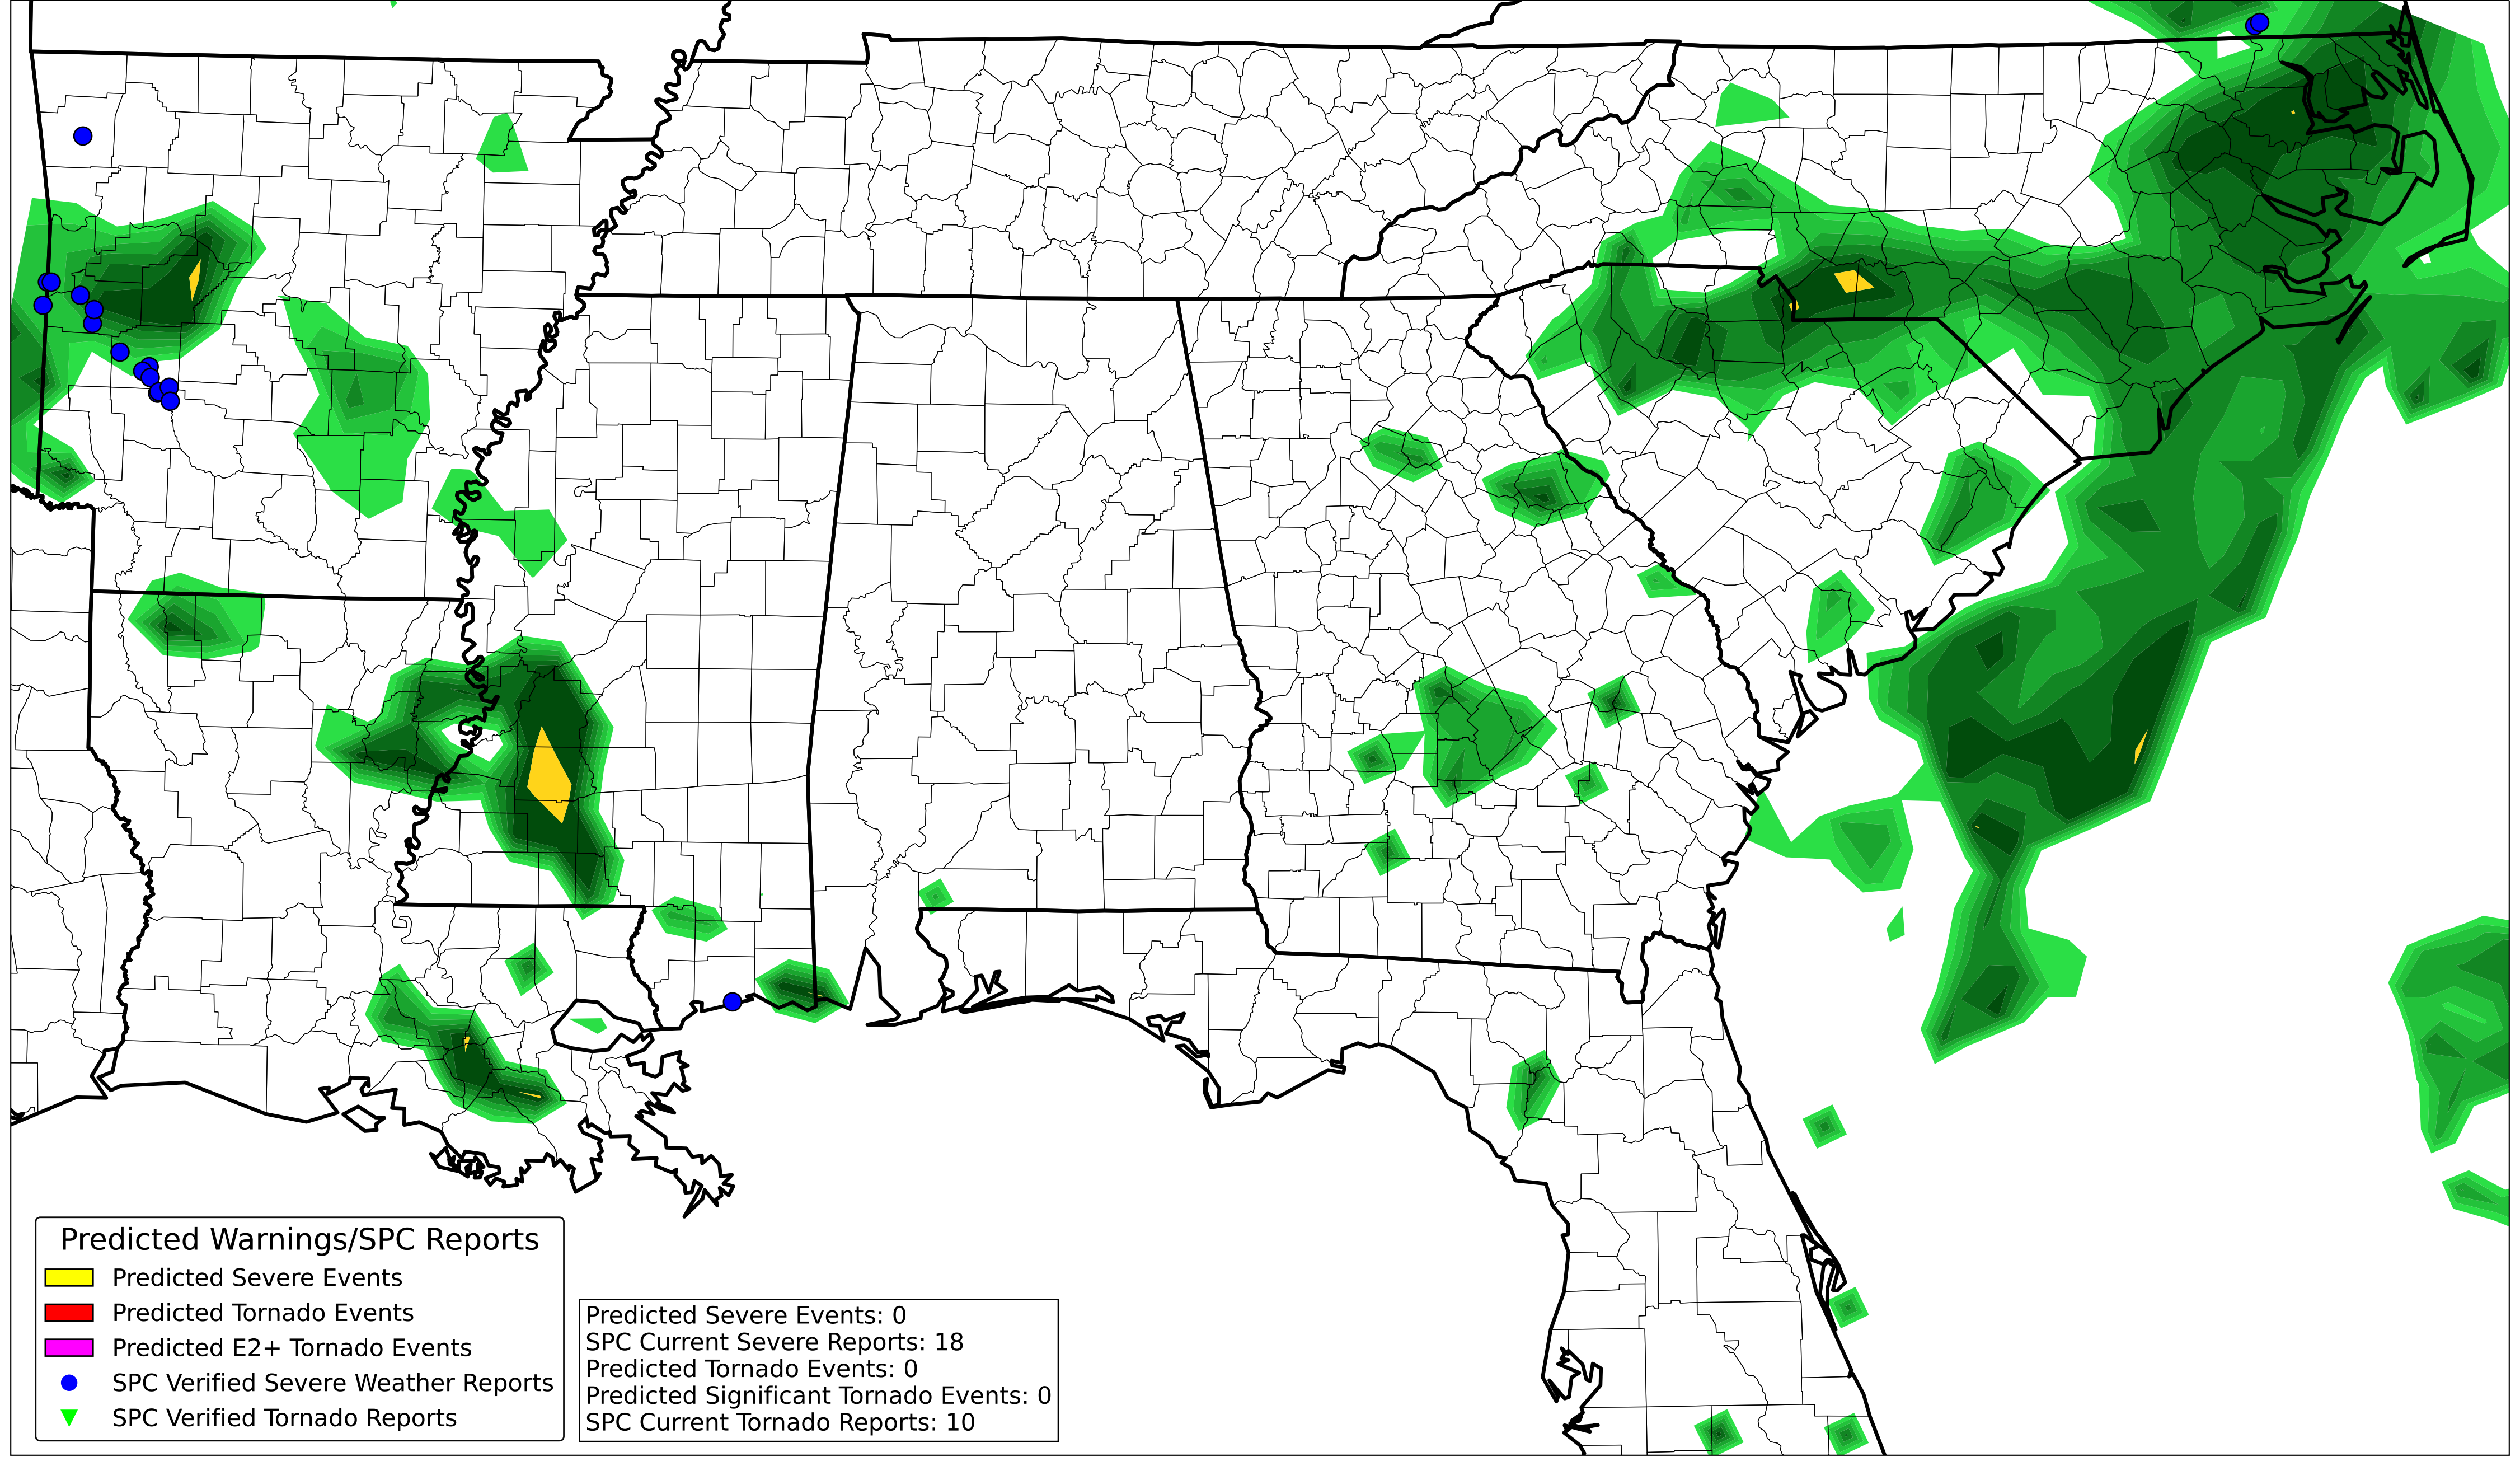 Predicted Warnings/SPC Reports
Predicted Severe Events
Predicted Tornado Events
Predicted E2+ Tornado Events
SPC Verified Severe Weather Reports
SPC Verified Tornado Reports
Predicted Severe Events: 0
SPC Current Severe Reports: 18
Predicted Tornado Events: 0
Predicted Significant Tornado Events: 0
SPC Current Tornado Reports: 10